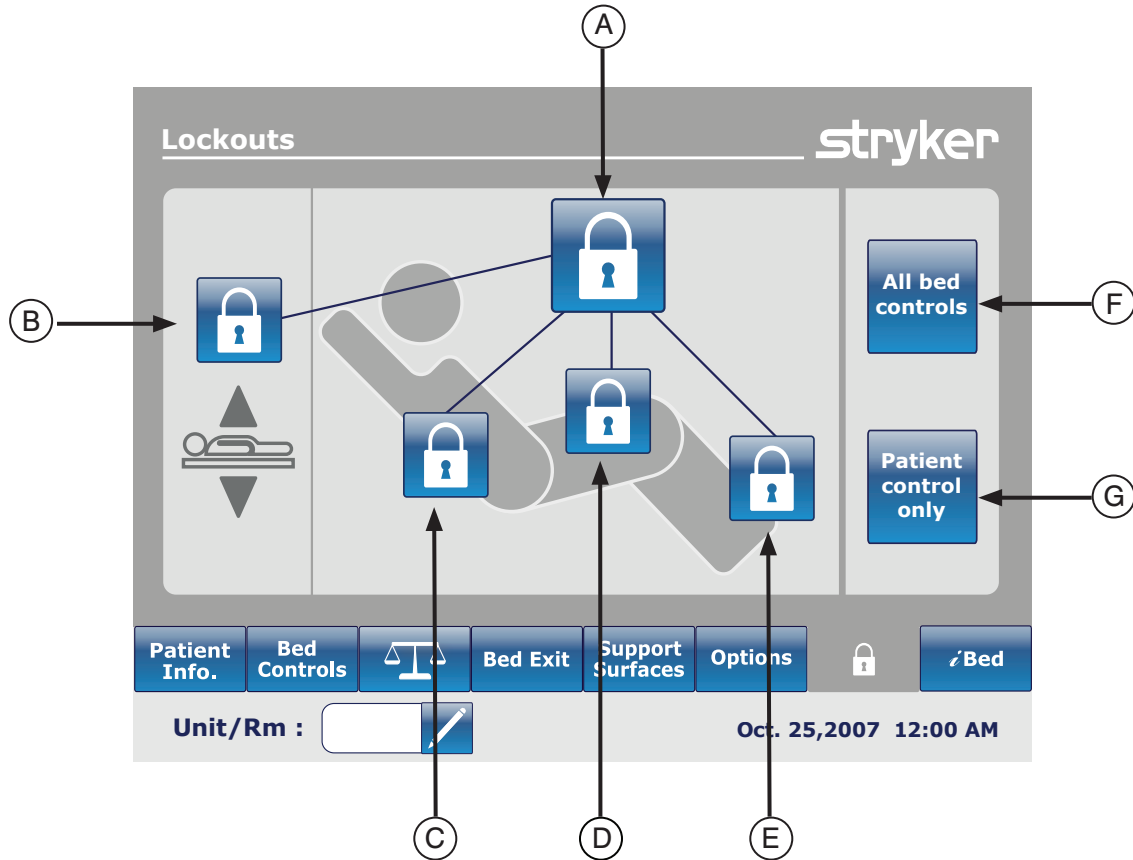 A
Lockouts
stryker
B
All bed
controls
F
Patient
control
only
G
Patient
Info.
Bed
Controls
Bed Exit
Support
Surfaces
Options
iBed
Unit/Rm :
Oct. 25,2007 12:00 AM
C
D
E